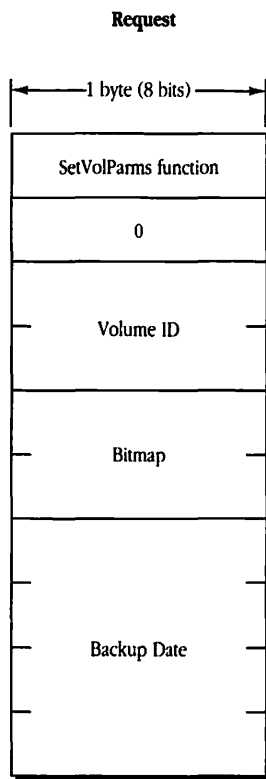 Request
1 byte (8 bits)
SetVolParms function
0
Volume ID
Bitmap
Backup Date